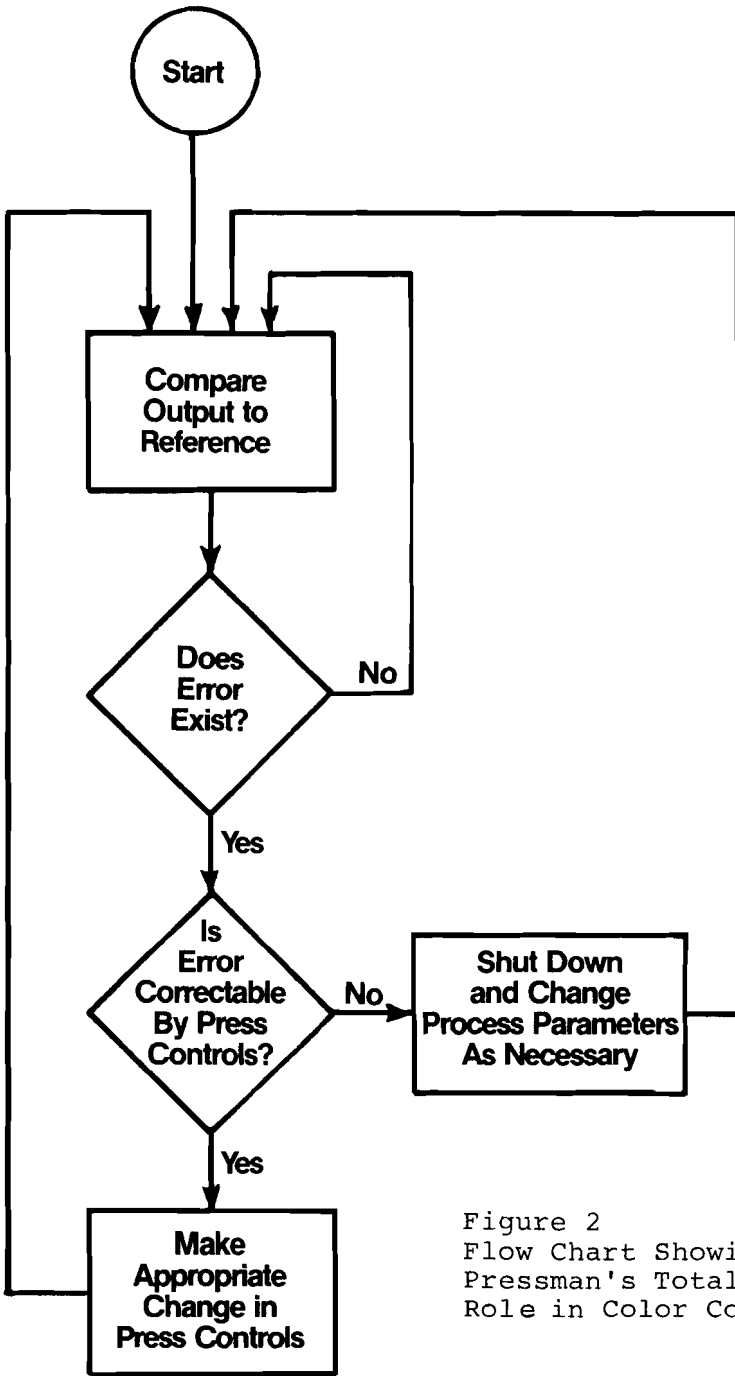 Start
Compare
Output to
Reference
Does
Error
Exist?
No
Yes
Is
Error
Correctable
By Press
Controls?
No
Shut Down
and Change
Process Parameters
As Necessary
Yes
Make
Appropriate
Change in
Press Controls
Figure 2
Flow Chart
Pressman's Total
Role in Color